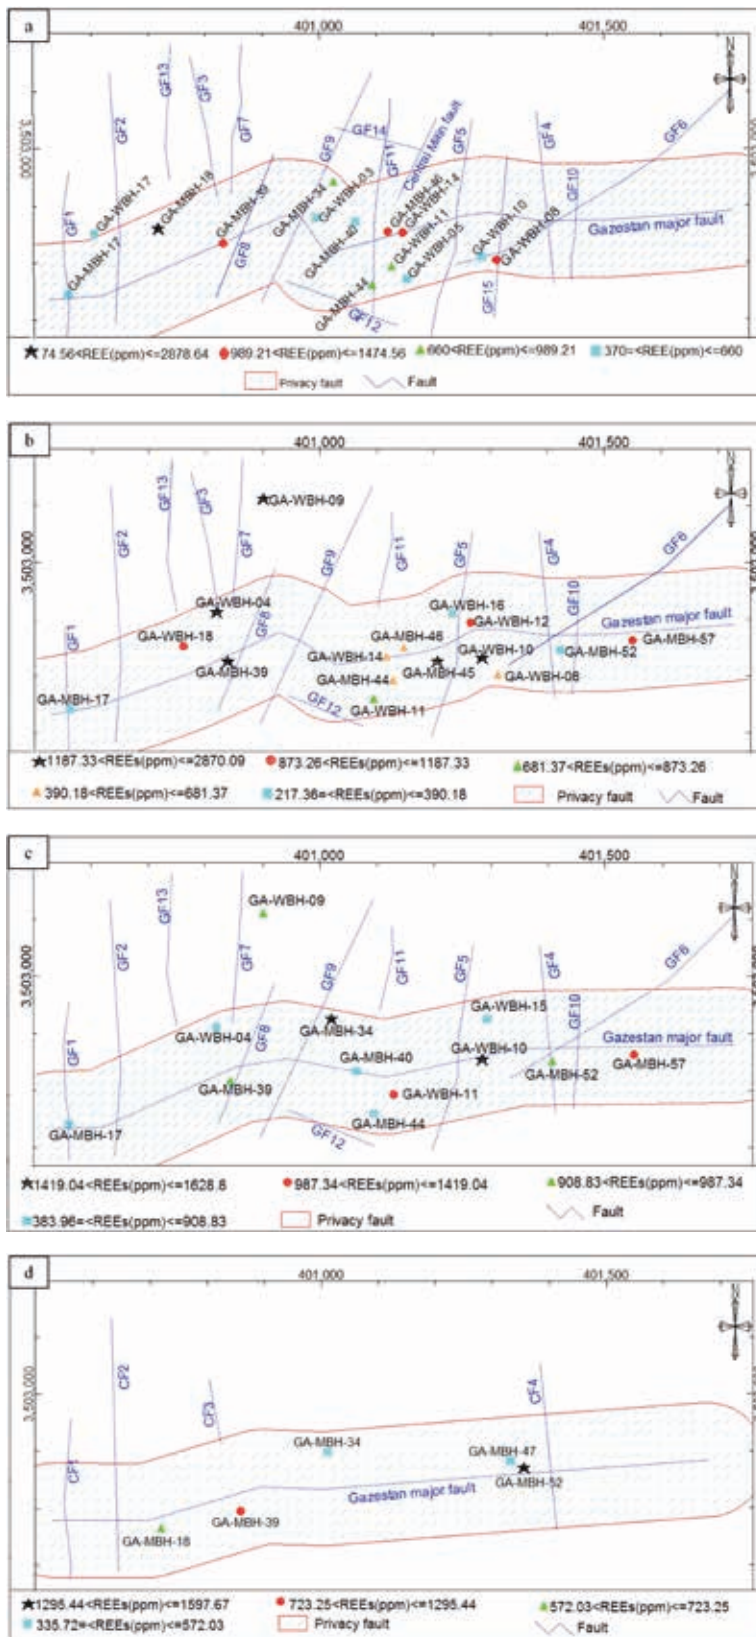 a
401,000 401,500
GF13
GF2
GF3
GF7
GF9
GF14
GF11
Central Mein fault
GF5
GF4
GF6
3,503,000
GF1
GA-WBH-17
GA-MBH-18
GA-MBH-39
GA-MBH-34
GA-WBH-03
GA-MBH-46
GA-WBH-14
GA-WBH-11
GA-WBH-10
GA-WBH-08
GF10
Gazestan major fault
GA-MBH-17
GF8
GA-MBH-40
GA-WBH-05
GA-MBH-44
GF12
GF15
74.56<REE(ppm)<=2878.64 989.21<REE(ppm)<=1474.56 660<REE(ppm)<=989.21 370=<REE(ppm)<=660
Privacy fault Fault
b
401,000 401,500
GF13
GF2
GF3
GF7
GA-WBH-09
GF9
GF11
GF5
GF4
GF6
3,503,000
GF1
GA-WBH-04
GF8
GA-WBH-16
GA-WBH-12
GF10
Gazestan major fault
GA-WBH-18
GA-MBH-46
GA-WBH-10
GA-MBH-57
GA-MBH-39
GA-WBH-14
GA-MBH-45
GA-MBH-52
GA-MBH-44
GA-WBH-08
GA-MBH-17
GF12
GA-WBH-11
1187.33<REEs(ppm)<=2870.09 873.26<REEs(ppm)<=1187.33 681.37<REEs(ppm)<=873.26
390.18<REEs(ppm)<=681.37 217.36=<REEs(ppm)<=390.18 Privacy fault Fault
c
401,000 401,500
GF13
GF2
GF7
GA-WBH-09
GF9
GF11
GF5
GF4
GF6
3,503,000
GF1
GA-WBH-04
GF8
GA-MBH-34
GA-WBH-15
GF10
Gazestan major fault
GA-MBH-40
GA-WBH-10
GA-MBH-57
GA-MBH-39
GA-MBH-52
GA-WBH-11
GA-MBH-17
GF12
GA-MBH-44
1419.04<REEs(ppm)<=1628.8 987.34<REEs(ppm)<=1419.04 908.83<REEs(ppm)<=987.34
383.96=<REEs(ppm)<=908.83 Privacy fault Fault
d
401,000 401,500
CF2
CF3
CF4
3,503,000
CF1
GA-MBH-34
GA-MBH-47
GA-MBH-52
Gazestan major fault
GA-MBH-39
GA-MBH-18
1295.44<REEs(ppm)<=1597.67 723.25<REEs(ppm)<=1295.44 572.03<REEs(ppm)<=723.25
335.72=<REEs(ppm)<=572.03 Privacy fault Fault